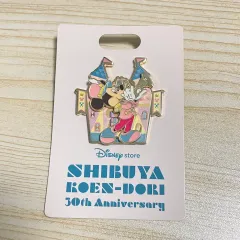 Disney store
SHIBUYA
KOEN-DORI
30th Anniversary